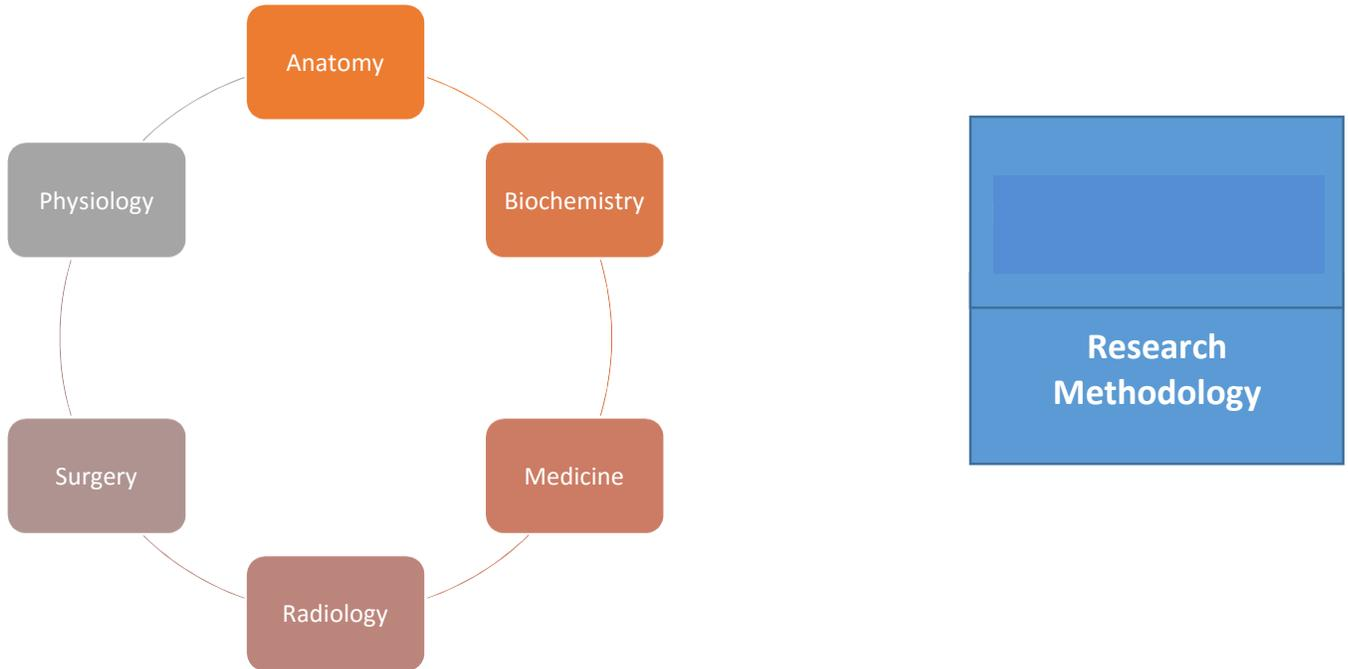 Anatomy
Physiology
Biochemistry
Surgery
Medicine
Radiology
Research
Methodology